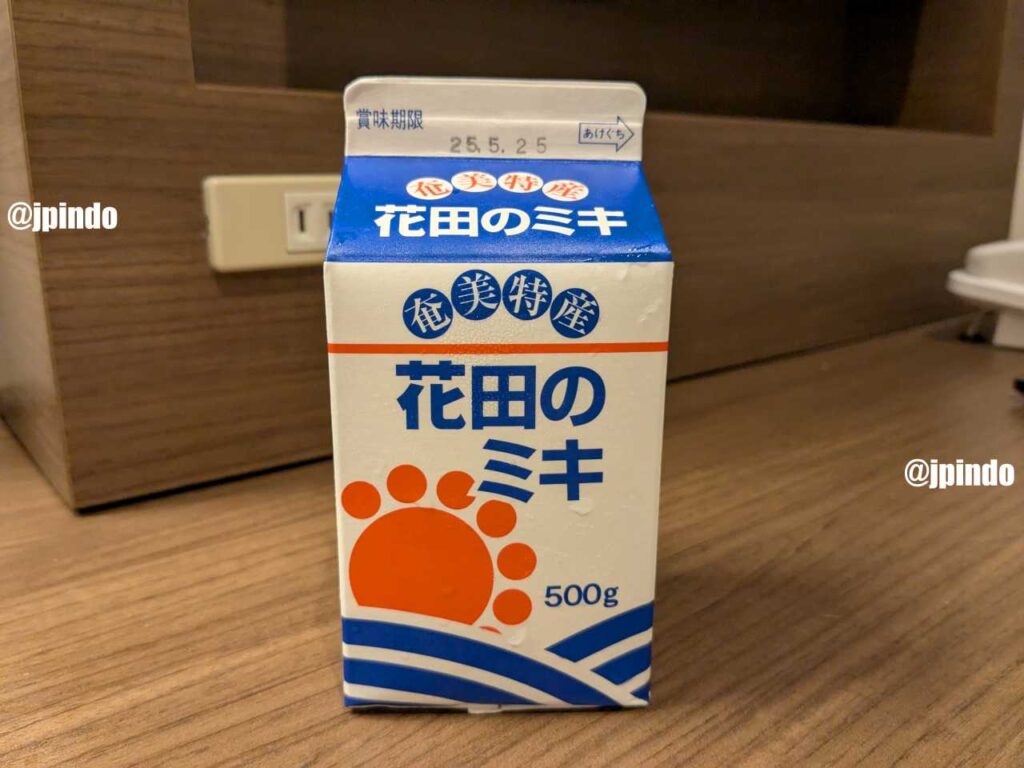 賞味期限
25.5.25
あけぐち
奄美特産
花田のミキ
奄美特産
花田の
ミキ
500g
@jpindo
@jpindo